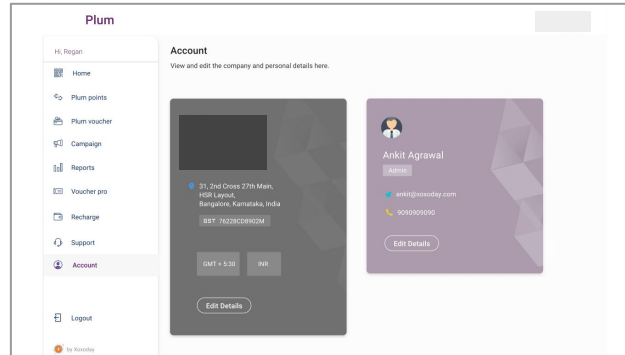 Plum
Hi, Regan
Home
Plum points
Plum voucher
Campaign
Reports
Voucher pro
Recharge
Support
Account
Logout
by Xoxoday
Account
View and edit the company and personal details here.
31, 2nd Cross 27th Main,
HSR Layout,
Bangalore, Karnataka, India
GST 76228CD8902M
GMT + 5:30 INR
Edit Details
Ankit Agrawal
Admin
ankit@xoxoday.com
9090909090
Edit Details